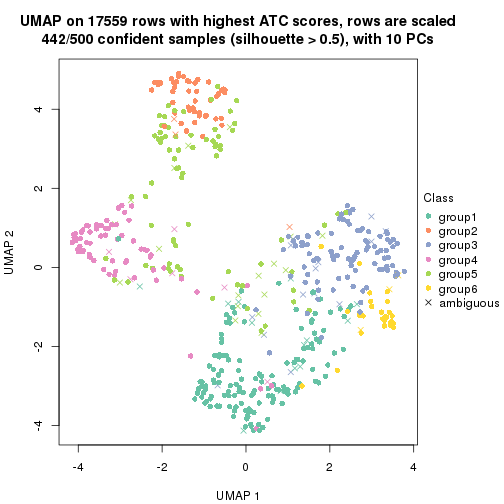 UMAP on 17559 rows with highest ATC scores, rows are scaled
442/500 confident samples (silhouette > 0.5), with 10 PCs
UMAP 2
4
2
0
-2
-4
-4
-2
0
2
4
UMAP 1
Class
group1
group2
group3
group4
group5
group6
ambiguous